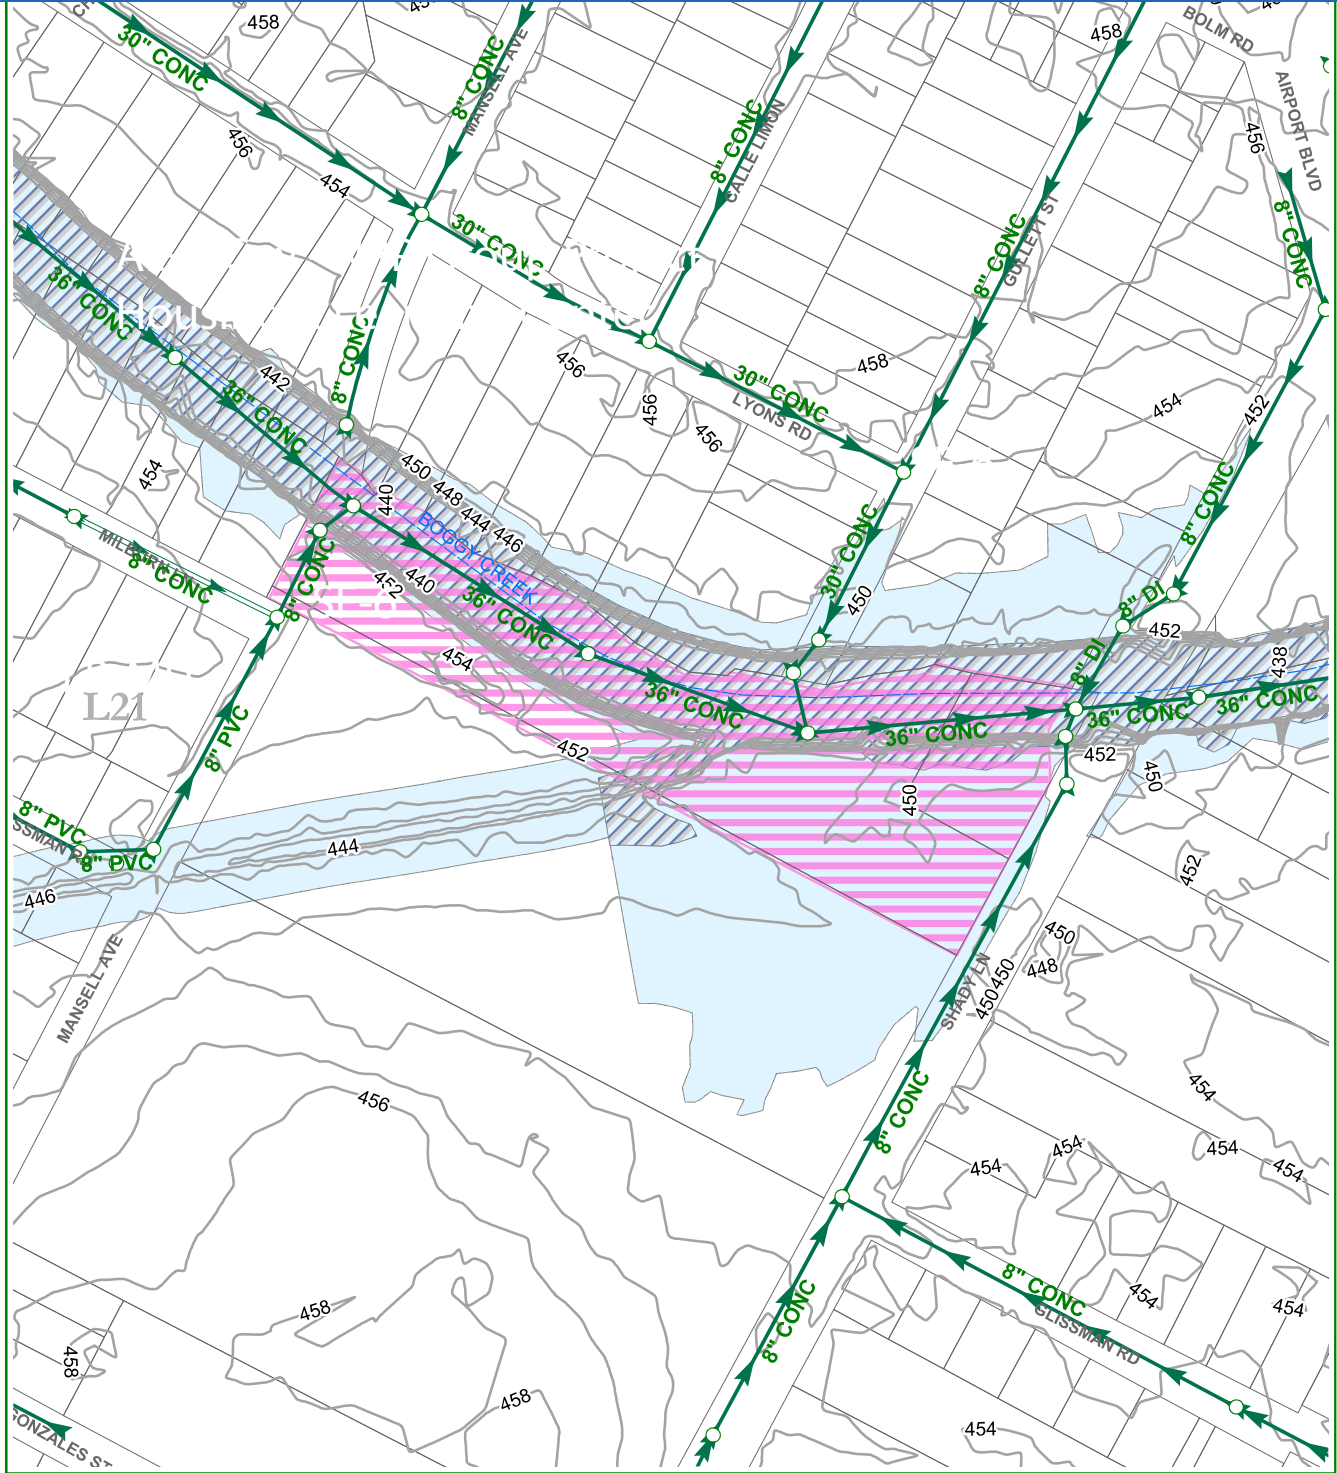 458
BOLM RD
458
30" CONC
8" CONC
MANSELL AVE
AIRPORT BLVD
456
8" CONC
CALLE LIMON
456
454
8" CONC
30" CONC
8" CONC
GULLETT ST
36" CONC
8" CONC
442
36" CONC
456
458
30" CONC
LYONS RD
456
456
454
452
454
450
448
444
446
440
8" CONC
BOGGY CREEK
30" CONC
MILBURN LN
8" CONC
8" CONC
452
440
36" CONC
450
8" DI
452
8" DI
438
454
36" CONC
L21
8" PVC
452
36" CONC
36" CONC
36" CONC
452
450
450
8" PVC
8" PVC
444
446
452
MANSELL AVE
450
448
450
450
SHADY LN
456
8" CONC
454
454
454
454
454
8" CONC
454
454
GLISSMAN RD
8" CONC
458
458
458
454
GONZALES ST